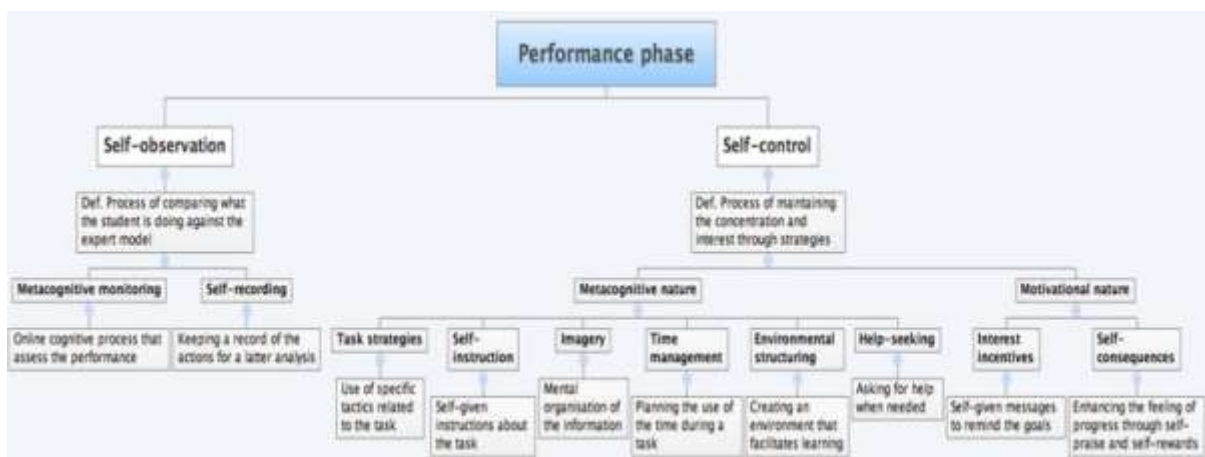 Performance phase
Self-observation
Self-control
Def. Process of comparing what
the student is doing against the
expert model
Def. Process of maintaining
the concentration and
interest through strategies
Metacognitive monitoring
Self-recording
Metacognitive nature
Motivational nature
Online cognitive process that
assess the performance
Keeping a record of the
actions for a latter analysis
Task strategies
Self-
instruction
Imagery
Time
management
Environmental
structuring
Help-seeking
Interest
incentives
Self-
consequences
Use of specific
tactics related
to the task
Self-given
instructions about
the task
Mental
organisation of
the information
Planning the use of
the time during a
task
Creating an
environment that
facilitates learning
Asking for help
when needed
Self-given messages
to remind the goals
Enhancing the feeling of
progress through self-
praise and self-rewards